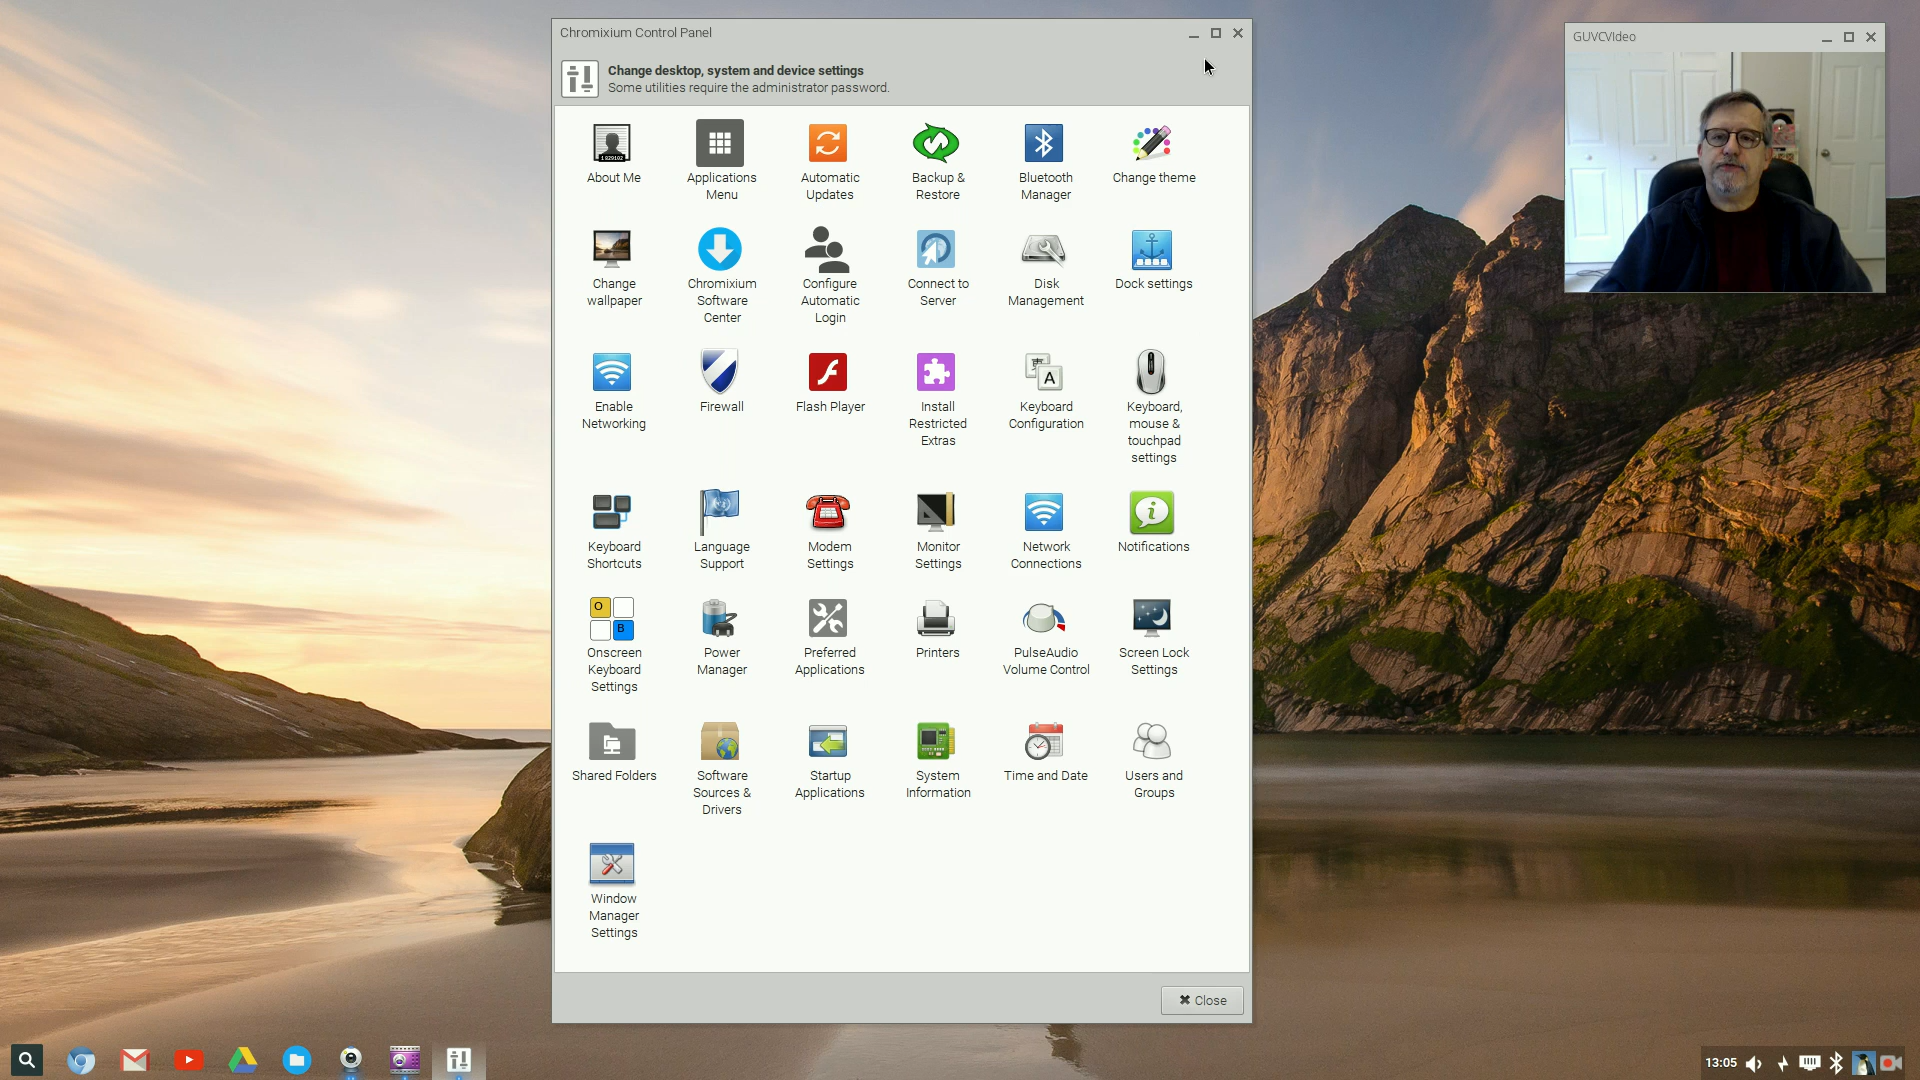 Chromixium Control Panel
GUVCVIdeo
Change desktop, system and device settings
Some utilities require the administrator password.
1829102
About Me
Applications
Menu
Automatic
Updates
Backup &
Restore
Bluetooth
Manager
Change theme
Change
wallpaper
Chromixium
Software
Center
Configure
Automatic
Login
Connect to
Server
Disk
Management
Dock settings
Enable
Networking
Firewall
Flash Player
Install
Restricted
Extras
A
Keyboard
Configuration
Keyboard,
mouse &
touchpad
settings
Keyboard
Shortcuts
Language
Support
Modem
Settings
Monitor
Settings
Network
Connections
Notifications
O
B
Onscreen
Keyboard
Settings
Power
Manager
Preferred
Applications
Printers
PulseAudio
Volume Control
Screen Lock
Settings
Shared Folders
Software
Sources &
Drivers
Startup
Applications
System
Information
Time and Date
Users and
Groups
Window
Manager
Settings
Close
13:05